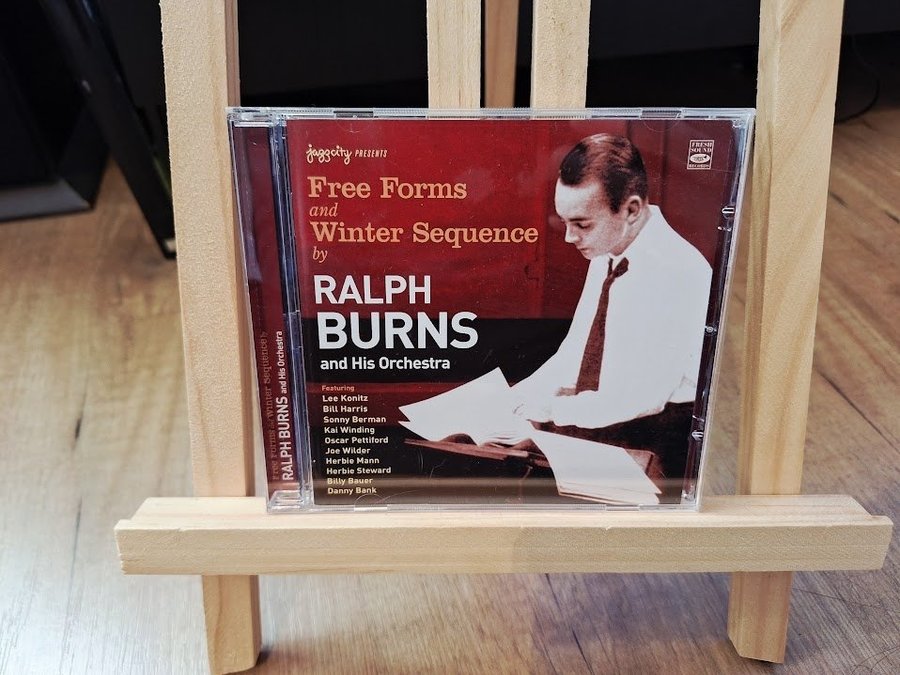 jazzcity PRESENTS
Free Forms
and
Winter Sequence
by
RALPH
BURNS
and His Orchestra
Featuring
Lee Konitz
Bill Harris
Sonny Berman
Kai Winding
Oscar Pettiford
Joe Wilder
Herbie Mann
Herbie Steward
Billy Bauer
Danny Bank
FRESH
SOUND
RECORDS
Free Forms and Winter Sequence by
RALPH BURNS and His Orchestra